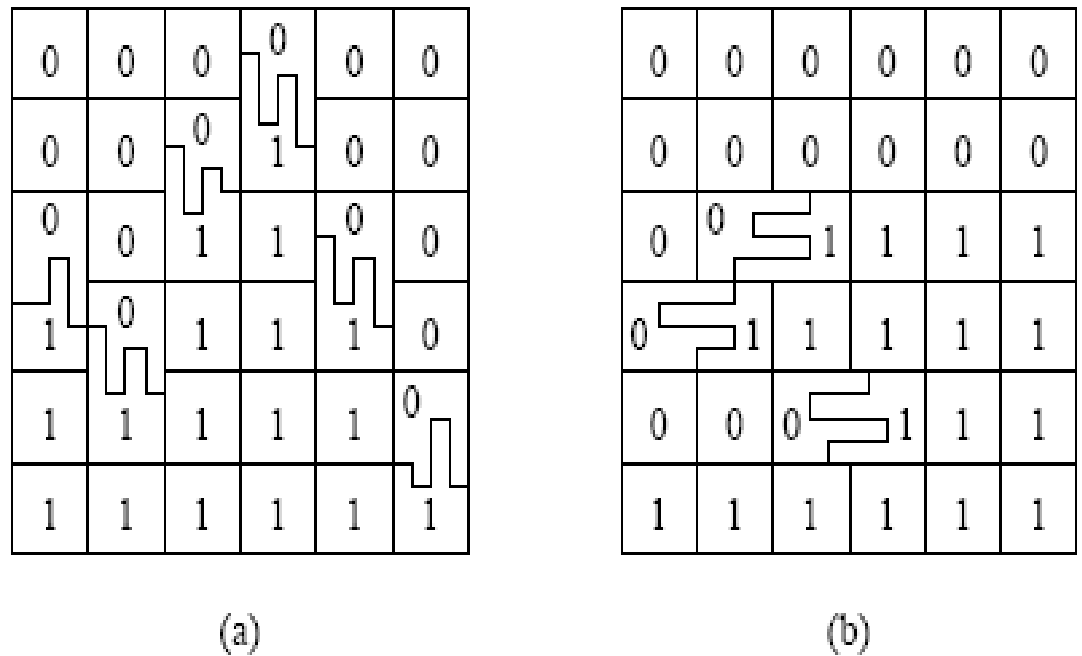 0 0 0 0 0 0
0 0 0 1 0 0
0 0 1 1 0 0
1 0 1 1 1 0
1 1 1 1 1 0
1 1 1 1 1 1
(a)
0 0 0 0 0 0
0 0 0 0 0 0
0 0 1 1 1 1
0 1 1 1 1 1
0 0 0 1 1 1
1 1 1 1 1 1
(b)